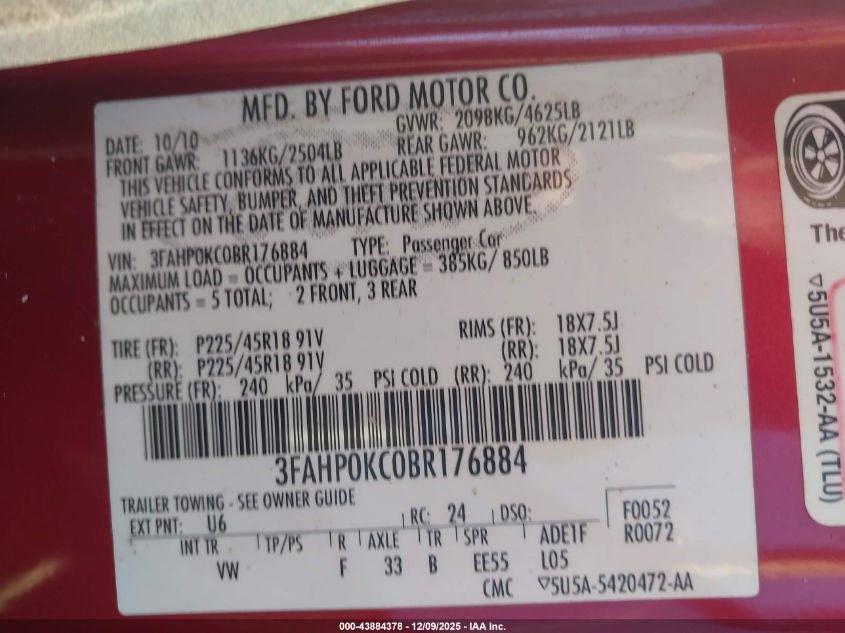 MFD. BY FORD MOTOR CO.
DATE: 10/10 GVWR: 2098KG/4625LB
FRONT GAWR: 1136KG/2504LB REAR GAWR: 962KG/2121LB
THIS VEHICLE CONFORMS TO ALL APPLICABLE FEDERAL MOTOR
VEHICLE SAFETY, BUMPER, AND THEFT PREVENTION STANDARDS
IN EFFECT ON THE DATE OF MANUFACTURE SHOWN ABOVE.
VIN: 3FAHP0KC0BR176884 TYPE: Passenger Car
MAXIMUM LOAD = OCCUPANTS + LUGGAGE = 385KG/ 850LB
OCCUPANTS = 5 TOTAL; 2 FRONT, 3 REAR
TIRE (FR): P225/45R18 91V RIMS (FR): 18X7.5J
(RR): P225/45R18 91V (RR): 18X7.5J
PRESSURE (FR): 240 kPa/ 35 PSI COLD (RR): 240 kPa/ 35 PSI COLD
3FAHP0KC0BR176884
TRAILER TOWING - SEE OWNER GUIDE
EXT PNT: U6 RC: 24 DSO: F0052
INT TR TP/PS R AXLE TR SPR ADE1F R0072
VW F 33 B EE55 L05
CMC ▽5U5A-5420472-AA
The
▽5U5A-1532-AA (TLU)
000-43884378 - 12/09/2025 - IAA Inc.